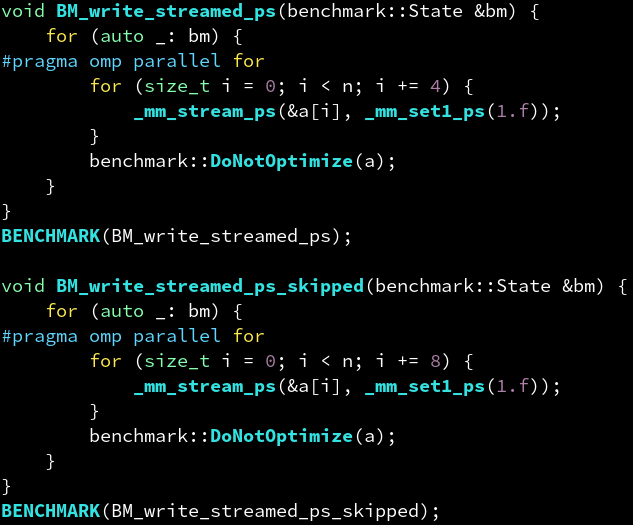 void BM_write_streamed_ps(benchmark::State &bm) {
    for (auto _: bm) {
#pragma omp parallel for
        for (size_t i = 0; i < n; i += 4) {
            _mm_stream_ps(&a[i], _mm_set1_ps(1.f));
        }
        benchmark::DoNotOptimize(a);
    }
}
BENCHMARK(BM_write_streamed_ps);

void BM_write_streamed_ps_skipped(benchmark::State &bm) {
    for (auto _: bm) {
#pragma omp parallel for
        for (size_t i = 0; i < n; i += 8) {
            _mm_stream_ps(&a[i], _mm_set1_ps(1.f));
        }
        benchmark::DoNotOptimize(a);
    }
}
BENCHMARK(BM_write_streamed_ps_skipped);